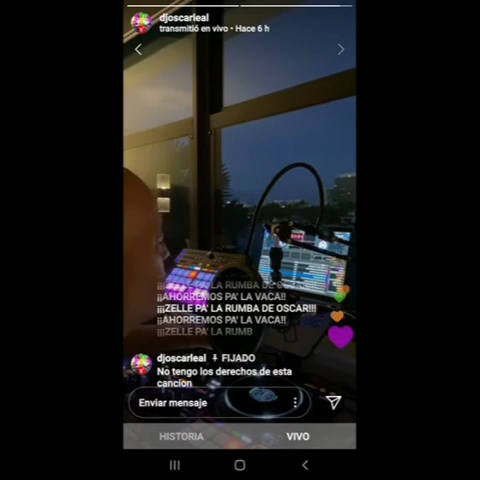 djoscarleal
transmitió en vivo • Hace 6 h
¡¡¡ZELLE PA' LA RUMBA DE OSCAR
¡¡AHORREMOS PA' LA VACA!!
¡¡¡ZELLE PA' LA RUMBA DE OSCAR!!!
¡¡AHORREMOS PA' LA VACA!!
¡¡¡ZELLE PA' LA RUMB
djoscarleal FIJADO
No tengo los derechos de esta
cancion
Enviar mensaje
HISTORIA VIVO